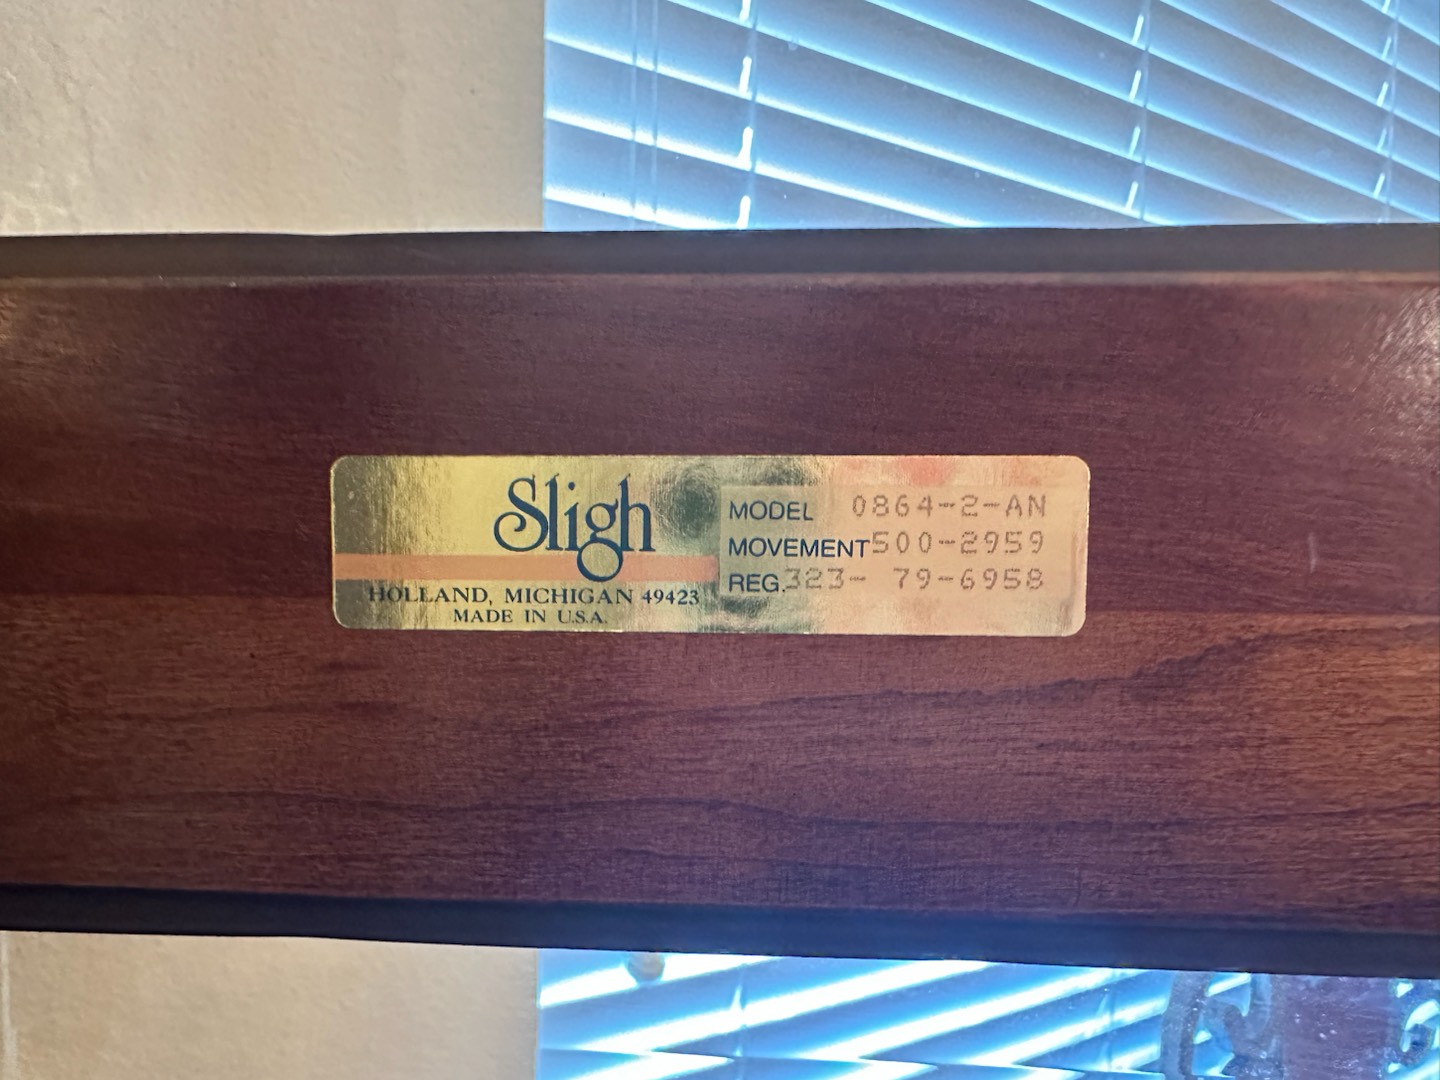 Sligh
HOLLAND, MICHIGAN 49423
MADE IN U.S.A.
MODEL 0864-2-AN
MOVEMENT 500-2959
REG. 323- 79-6958